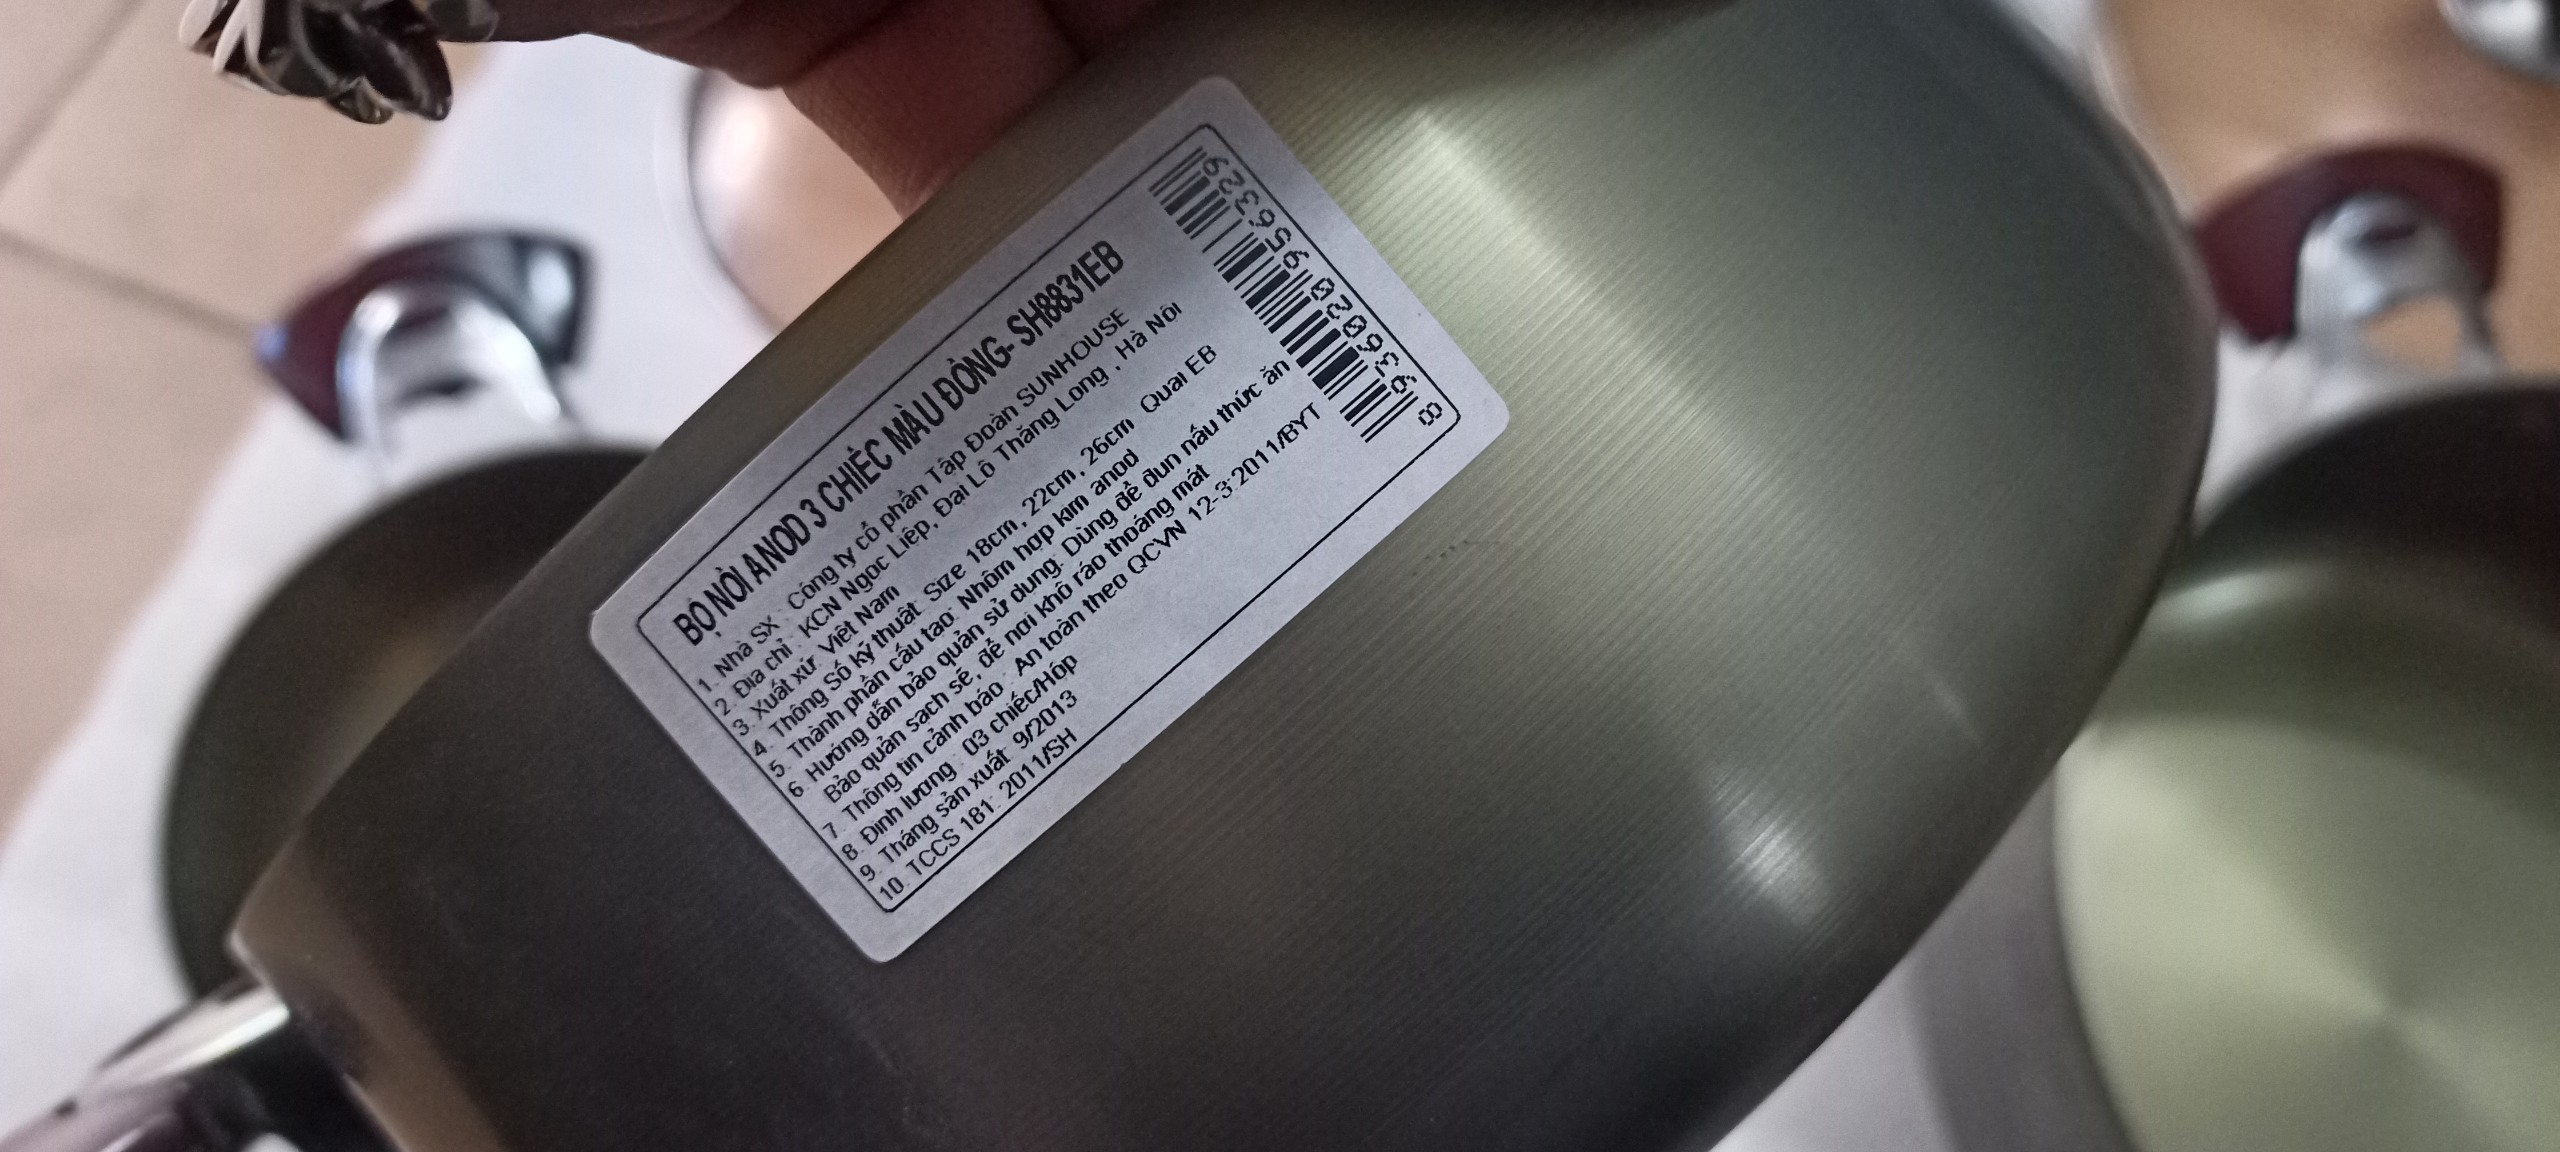 BỘ NỒI ANOD 3 CHIẾC MÀU ĐỒNG- SH8831EB
1. Nhà SX : Công ty cổ phần Tập Đoàn SUNHOUSE
2. Địa chỉ : KCN Ngọc Liệp, Đại Lộ Thăng Long , Hà Nội
3. Xuất xứ: Việt Nam
4. Thông Số kỹ thuật: Size 18cm, 22cm, 26cm Quai EB
5. Thành phần cấu tạo: Nhôm hợp kim anod
6. Hướng dẫn bảo quản sử dụng: Dùng để đun nấu thức ăn
Bảo quản sạch sẽ, để nơi khô ráo thoáng mát
7. Thông tin cảnh báo : An toàn theo QCVN 12-3:2011/BYT
8. Định lượng : 03 chiếc/Hộp
9. Tháng sản xuất: 9/2013
10. TCCS 181: 2011/SH
8 936020 956329